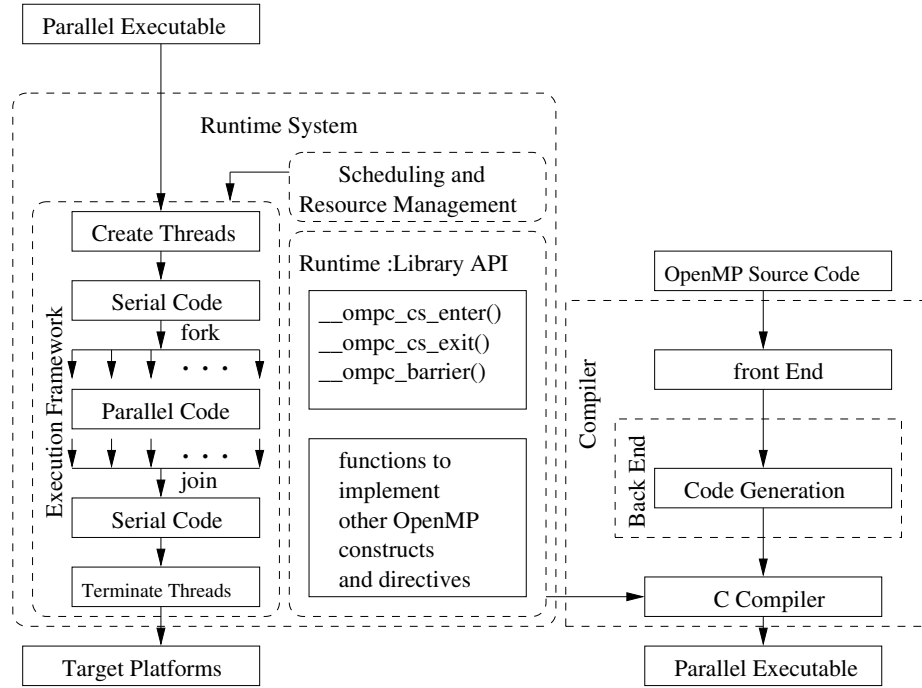 Parallel Executable
Runtime System
Scheduling and
Resource Management
Execution Framework
Create Threads
Serial Code
fork
. . .
Parallel Code
. . .
join
Serial Code
Terminate Threads
Target Platforms
Runtime :Library API
__ompc_cs_enter()
__ompc_cs_exit()
__ompc_barrier()
functions to
implement
other OpenMP
constructs
and directives
OpenMP Source Code
Compiler
front End
Back End
Code Generation
C Compiler
Parallel Executable